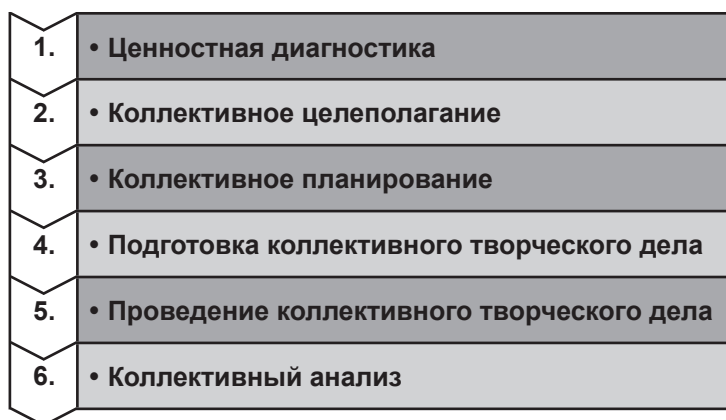 1. • Ценностная диагностика
2. • Коллективное целеполагание
3. • Коллективное планирование
4. • Подготовка коллективного творческого дела
5. • Проведение коллективного творческого дела
6. • Коллективный анализ